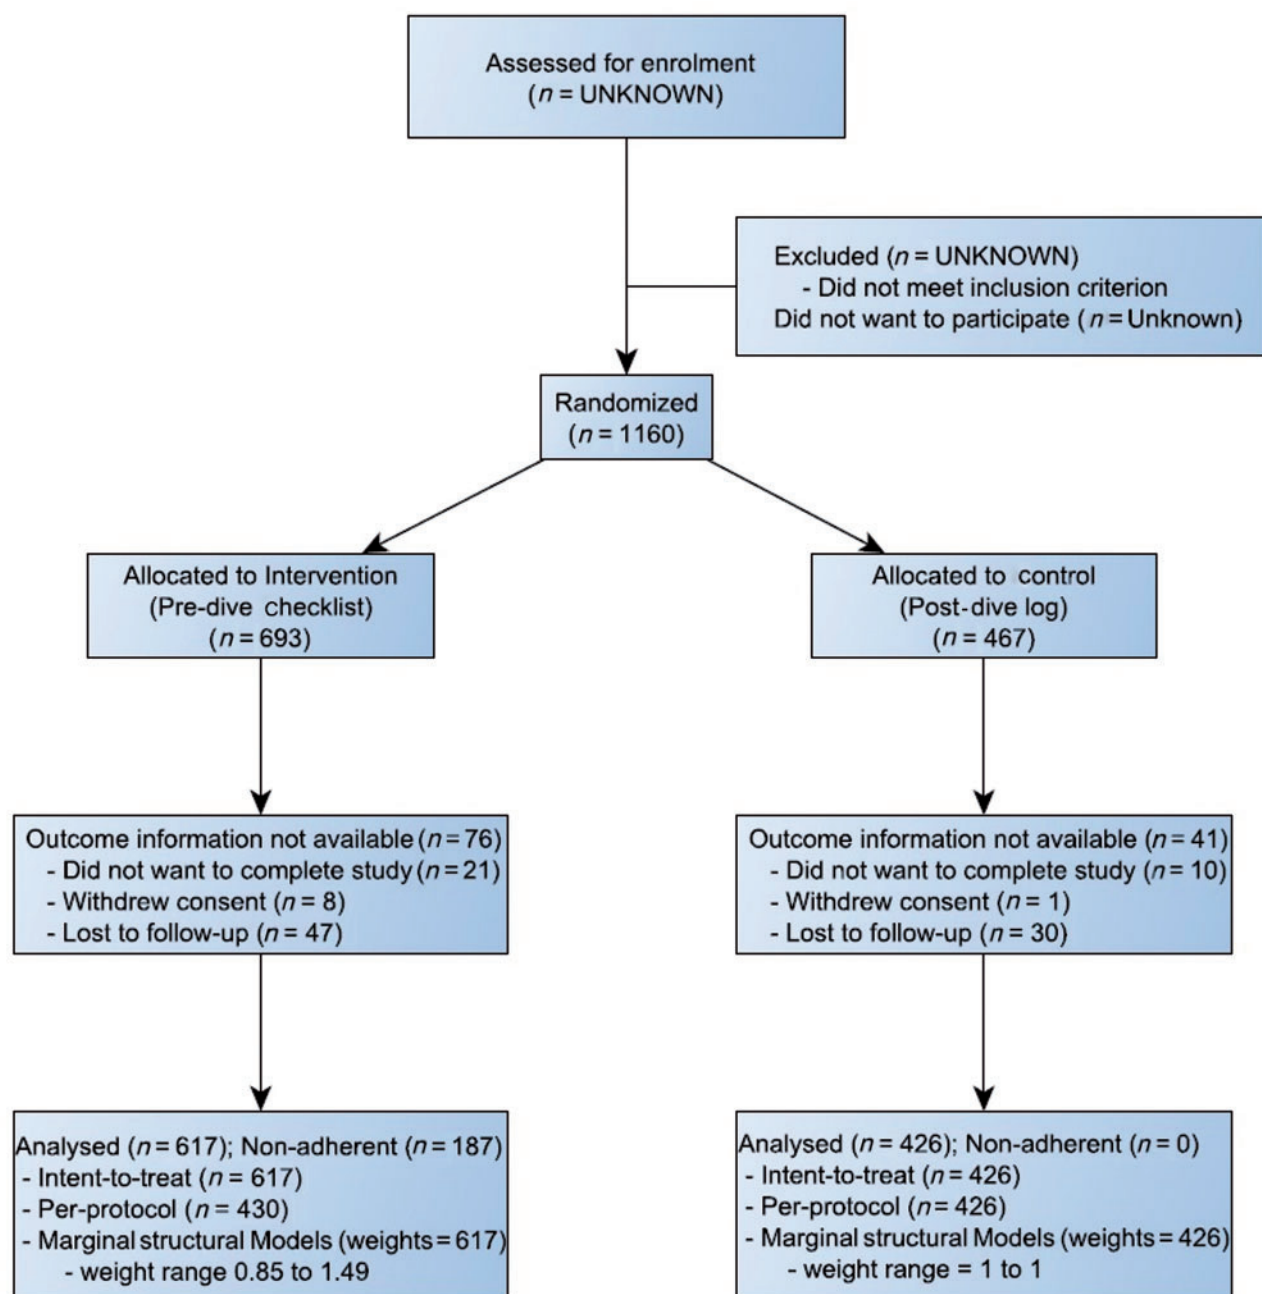 Assessed for enrolment
(n = UNKNOWN)
Excluded (n = UNKNOWN)
- Did not meet inclusion criterion
Did not want to participate (n = Unknown)
Randomized
(n = 1160)
Allocated to Intervention
(Pre-dive checklist)
(n = 693)
Allocated to control
(Post-dive log)
(n = 467)
Outcome information not available (n = 76)
- Did not want to complete study (n = 21)
- Withdrew consent (n = 8)
- Lost to follow-up (n = 47)
Outcome information not available (n = 41)
- Did not want to complete study (n = 10)
- Withdrew consent (n = 1)
- Lost to follow-up (n = 30)
Analysed (n = 617); Non-adherent (n = 187)
- Intent-to-treat (n = 617)
- Per-protocol (n = 430)
- Marginal structural Models (weights = 617)
- weight range 0.85 to 1.49
Analysed (n = 426); Non-adherent (n = 0)
- Intent-to-treat (n = 426)
- Per-protocol (n = 426)
- Marginal structural Models (weights = 426)
- weight range = 1 to 1